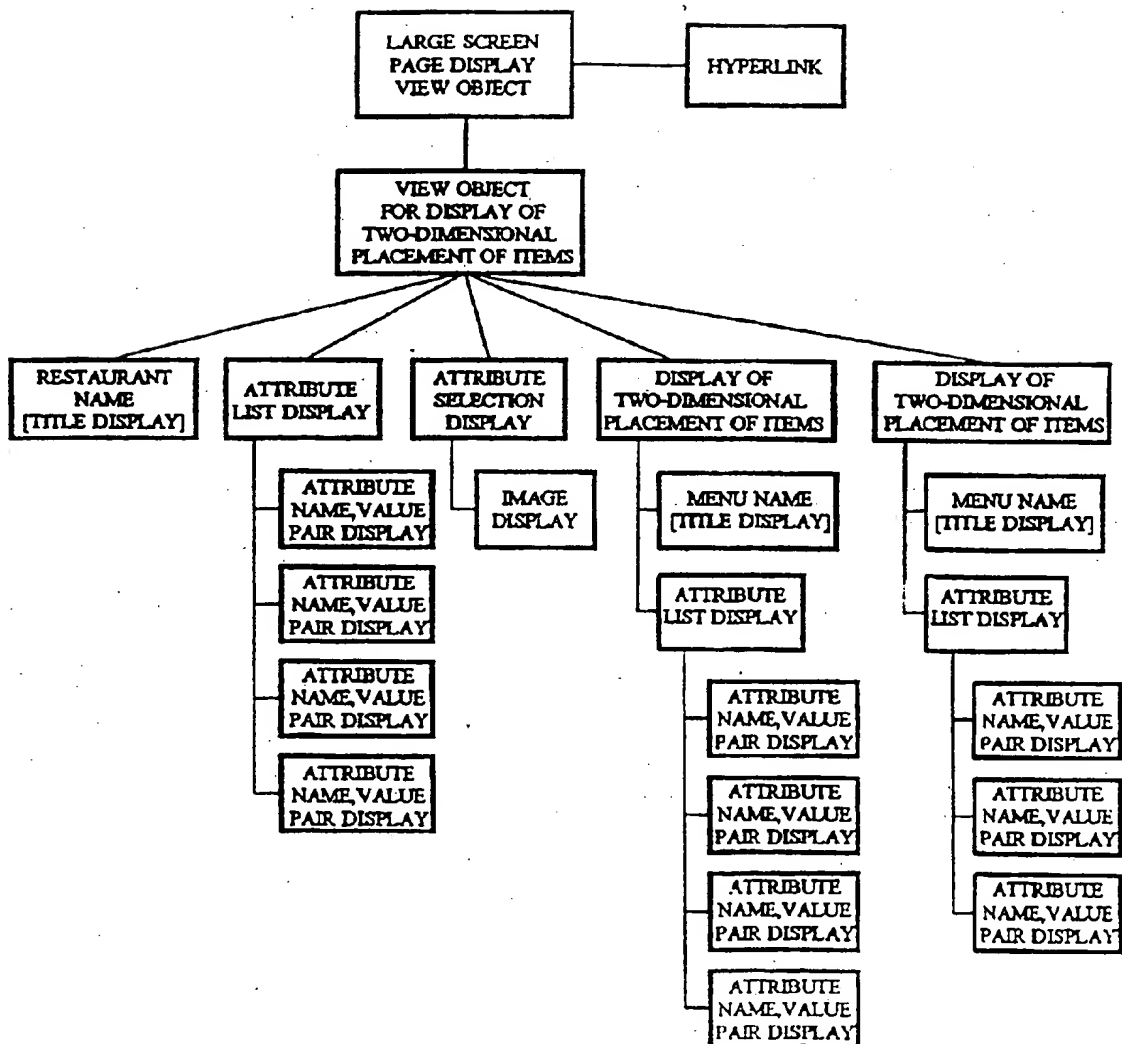 LARGE SCREEN
PAGE DISPLAY
VIEW OBJECT
HYPERLINK
VIEW OBJECT
FOR DISPLAY OF
TWO-DIMENSIONAL
PLACEMENT OF ITEMS
RESTAURANT
NAME
[TITLE DISPLAY]
ATTRIBUTE
LIST DISPLAY
ATTRIBUTE
NAME,VALUE
PAIR DISPLAY
ATTRIBUTE
NAME,VALUE
PAIR DISPLAY
ATTRIBUTE
NAME,VALUE
PAIR DISPLAY
ATTRIBUTE
NAME,VALUE
PAIR DISPLAY
ATTRIBUTE
SELECTION
DISPLAY
IMAGE
DISPLAY
DISPLAY OF
TWO-DIMENSIONAL
PLACEMENT OF ITEMS
MENU NAME
[TITLE DISPLAY]
ATTRIBUTE
LIST DISPLAY
ATTRIBUTE
NAME,VALUE
PAIR DISPLAY
ATTRIBUTE
NAME,VALUE
PAIR DISPLAY
ATTRIBUTE
NAME,VALUE
PAIR DISPLAY
ATTRIBUTE
NAME,VALUE
PAIR DISPLAY
DISPLAY OF
TWO-DIMENSIONAL
PLACEMENT OF ITEMS
MENU NAME
[TITLE DISPLAY]
ATTRIBUTE
LIST DISPLAY
ATTRIBUTE
NAME,VALUE
PAIR DISPLAY
ATTRIBUTE
NAME,VALUE
PAIR DISPLAY
ATTRIBUTE
NAME,VALUE
PAIR DISPLAY